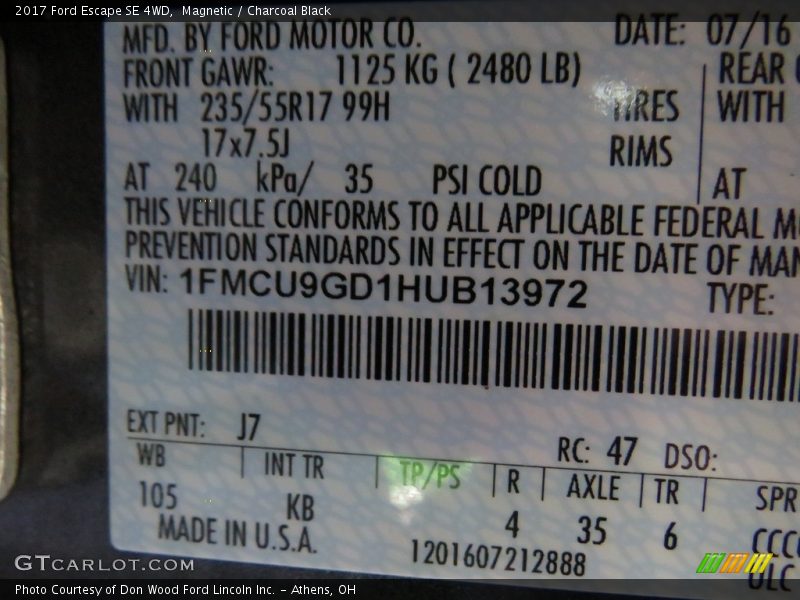 2017 Ford Escape SE 4WD, Magnetic / Charcoal Black
MFD. BY FORD MOTOR CO.
DATE: 07/16
FRONT GAWR: 1125 KG ( 2480 LB)
REAR
WITH 235/55R17 99H TIRES
WITH
17x7.5J RIMS
AT 240 kPa/ 35 PSI COLD
AT
THIS VEHICLE CONFORMS TO ALL APPLICABLE FEDERAL
PREVENTION STANDARDS IN EFFECT ON THE DATE OF MAN
VIN: 1FMCU9GD1HUB13972
TYPE:
EXT PNT: J7
RC: 47 DSO:
WB INT TR TP/PS R AXLE TR SPR
105 KB 4 35 6 CCC
MADE IN U.S.A.
1201607212888
ULC
GTCARLOT.COM
Photo Courtesy of Don Wood Ford Lincoln Inc. - Athens, OH